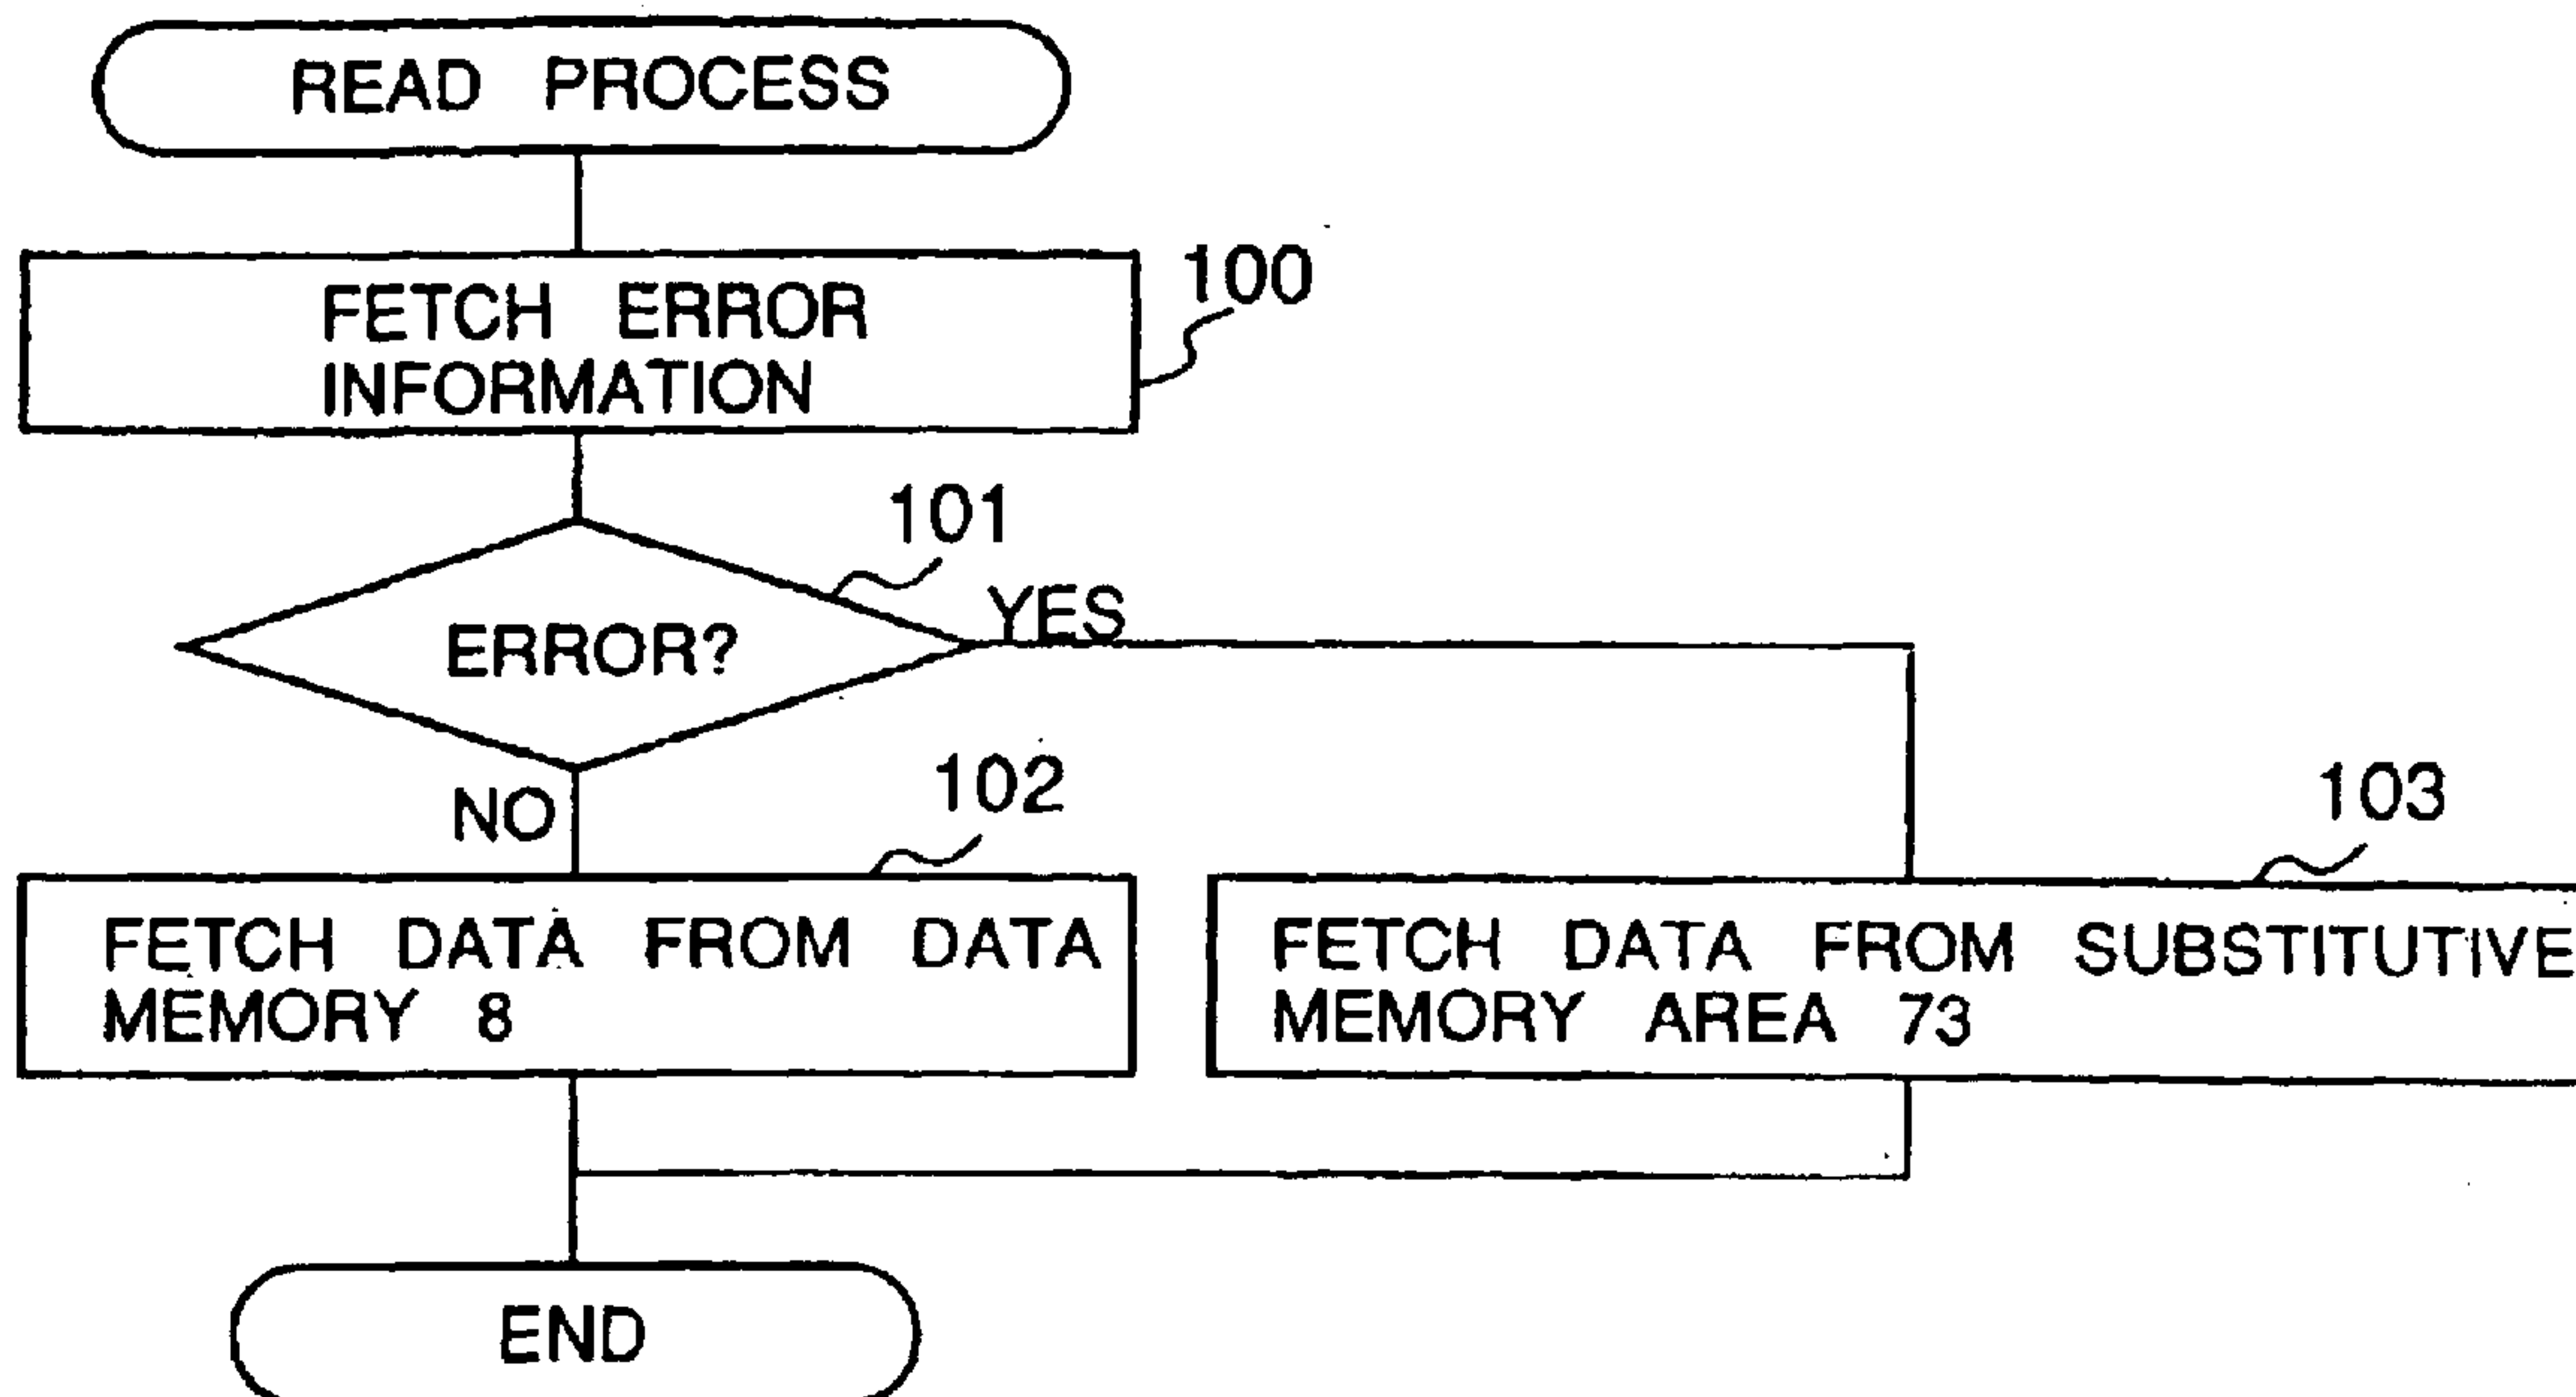 READ PROCESS
FETCH ERROR
INFORMATION
100
101
ERROR?
YES
NO
102
103
FETCH DATA FROM DATA
MEMORY 8
FETCH DATA FROM SUBSTITUTIVE
MEMORY AREA 73
END